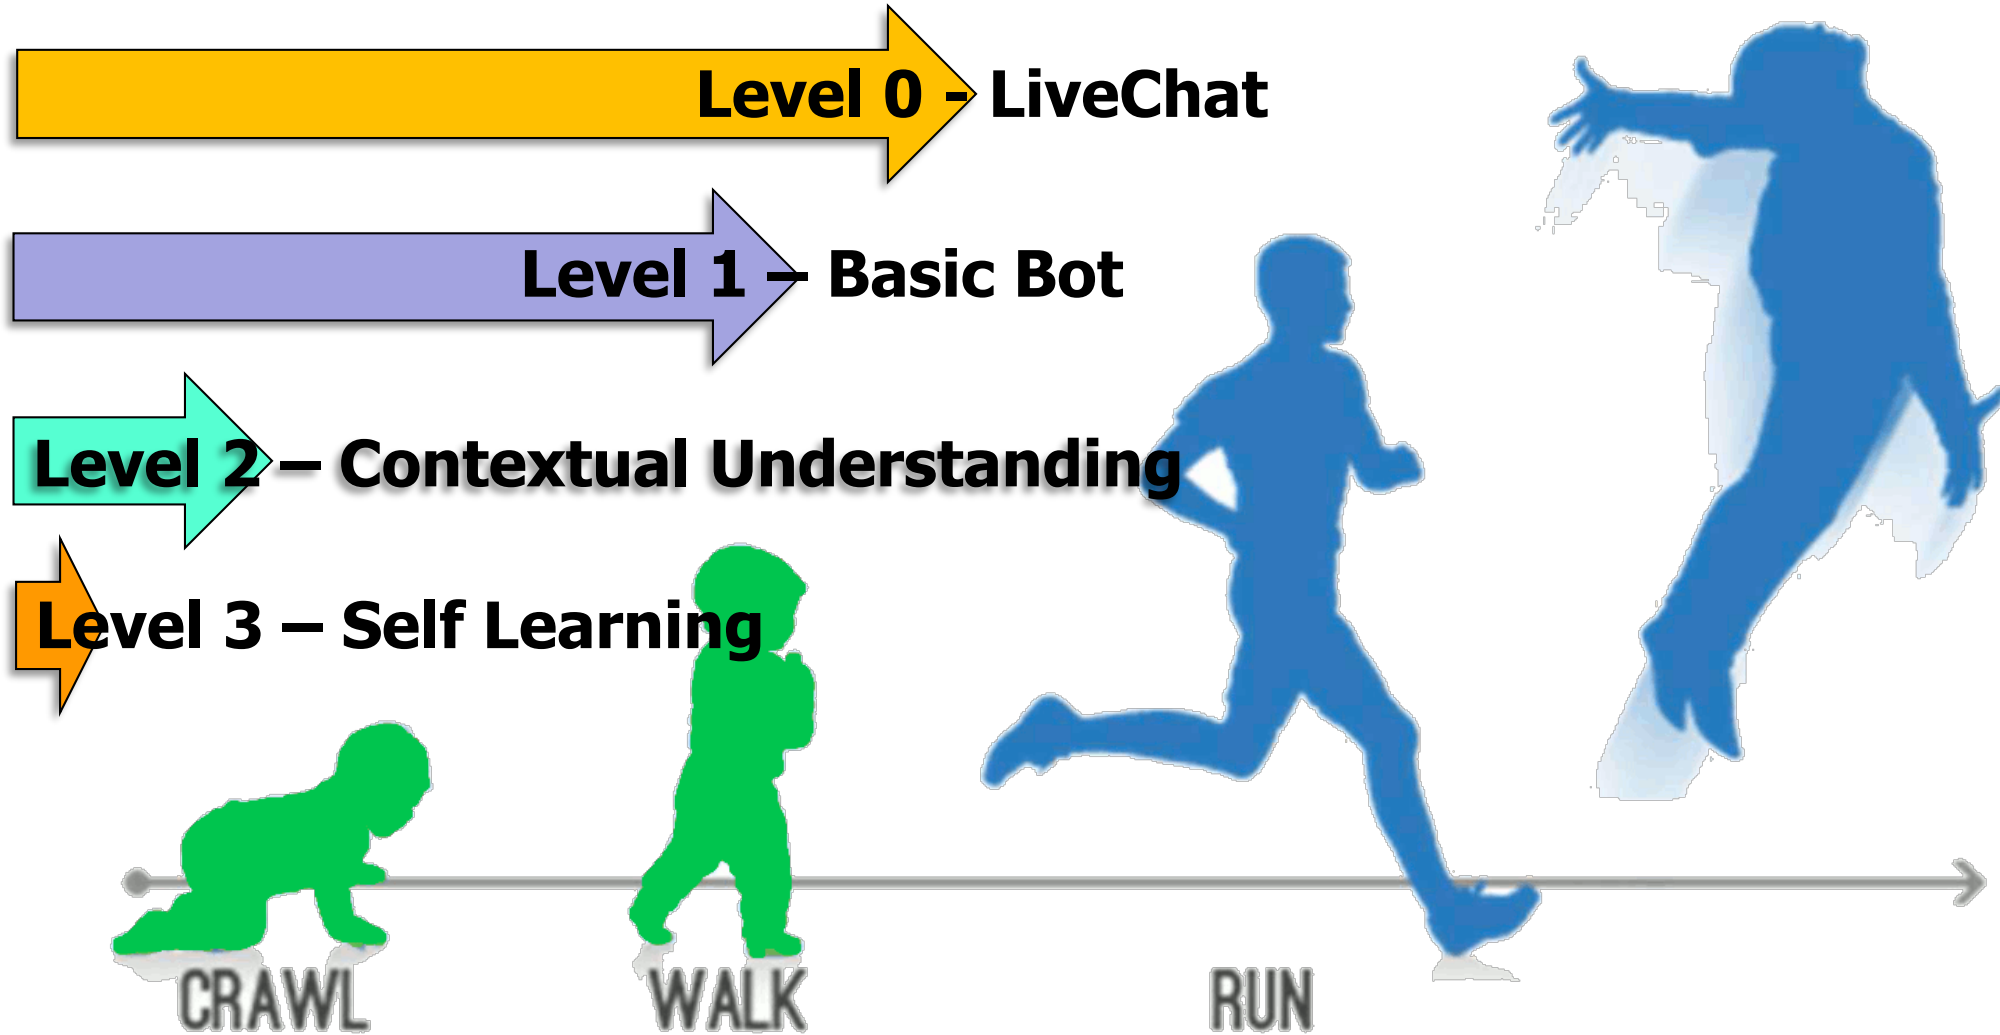 Level 0 - LiveChat
Level 1 – Basic Bot
Level 2 – Contextual Understanding
Level 3 – Self Learning
CRAWL WALK RUN